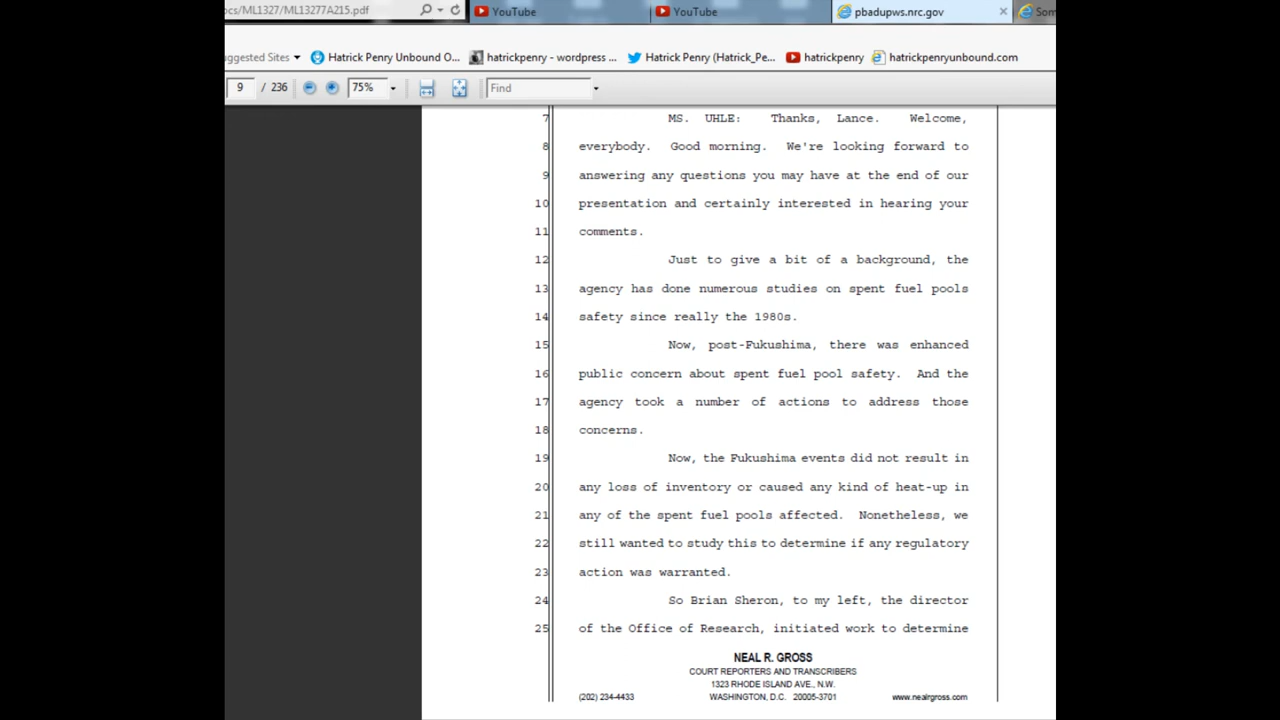 ocs/ML1327/ML13277A215.pdf YouTube YouTube pbadupws.nrc.gov × Som
ggested Sites Hatrick Penry Unbound O... hatrickpenry - wordpress ... Hatrick Penry (Hatrick_Pe... hatrickpenry hatrickpenryunbound.com
9 / 236 75% Find
7 MS. UHLE: Thanks, Lance. Welcome,
8 everybody. Good morning. We're looking forward to
9 answering any questions you may have at the end of our
10 presentation and certainly interested in hearing your
11 comments.
12 Just to give a bit of a background, the
13 agency has done numerous studies on spent fuel pools
14 safety since really the 1980s.
15 Now, post-Fukushima, there was enhanced
16 public concern about spent fuel pool safety. And the
17 agency took a number of actions to address those
18 concerns.
19 Now, the Fukushima events did not result in
20 any loss of inventory or caused any kind of heat-up in
21 any of the spent fuel pools affected. Nonetheless, we
22 still wanted to study this to determine if any regulatory
23 action was warranted.
24 So Brian Sheron, to my left, the director
25 of the Office of Research, initiated work to determine
NEAL R. GROSS
COURT REPORTERS AND TRANSCRIBERS
1323 RHODE ISLAND AVE., N.W.
(202) 234-4433 WASHINGTON, D.C. 20005-3701 www.nealrgross.com